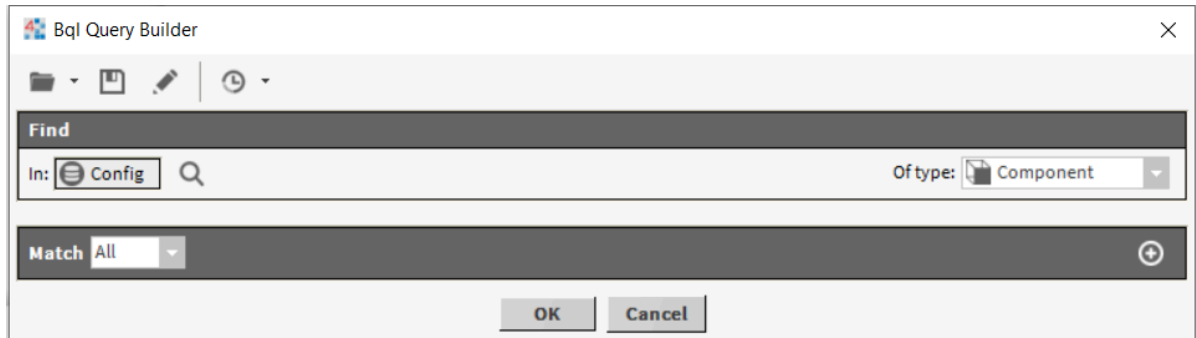 Bql Query Builder
Find
In: Config Of type: Component
Match All
OK Cancel